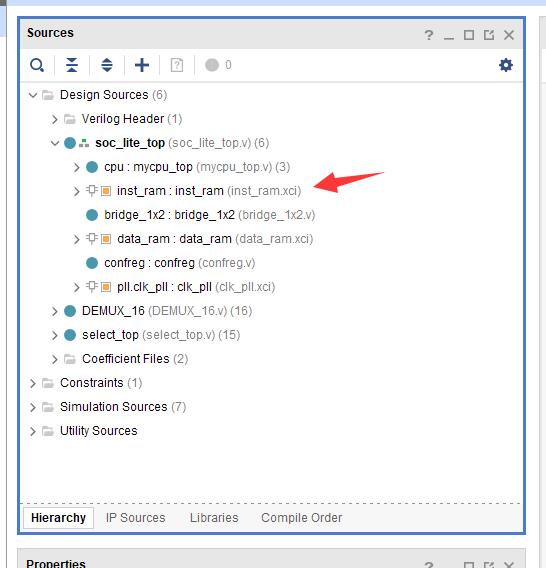 Sources
0
Design Sources (6)
Verilog Header (1)
soc_lite_top (soc_lite_top.v) (6)
cpu : mycpu_top (mycpu_top.v) (3)
inst_ram : inst_ram (inst_ram.xci)
bridge_1x2 : bridge_1x2 (bridge_1x2.v)
data_ram : data_ram (data_ram.xci)
confreg : confreg (confreg.v)
pll.clk_pll : clk_pll (clk_pll.xci)
DEMUX_16 (DEMUX_16.v) (16)
select_top (select_top.v) (15)
Coefficient Files (2)
Constraints (1)
Simulation Sources (7)
Utility Sources
Hierarchy IP Sources Libraries Compile Order
Properties